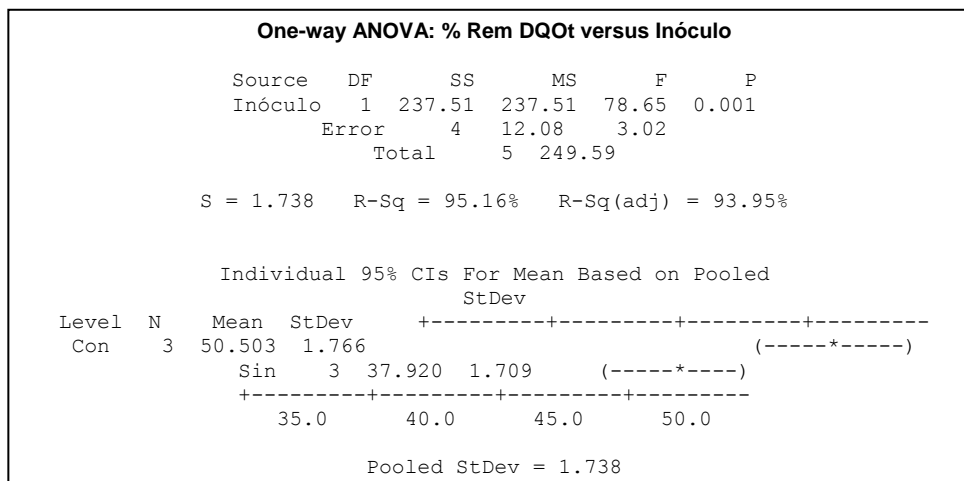 One-way ANOVA: % Rem DQOt versus Inóculo
Source   DF      SS      MS      F      P
Inóculo   1  237.51  237.51  78.65  0.001
Error     4   12.08    3.02
Total     5  249.59
S = 1.738   R-Sq = 95.16%   R-Sq(adj) = 93.95%
Individual 95% CIs For Mean Based on Pooled
StDev
Level  N    Mean  StDev     +---------+---------+---------+---------
Con    3  50.503  1.766                               (-----*-----)
Sin    3  37.920  1.709     (-----*----)
+---------+---------+---------+---------
35.0      40.0      45.0      50.0
Pooled StDev = 1.738